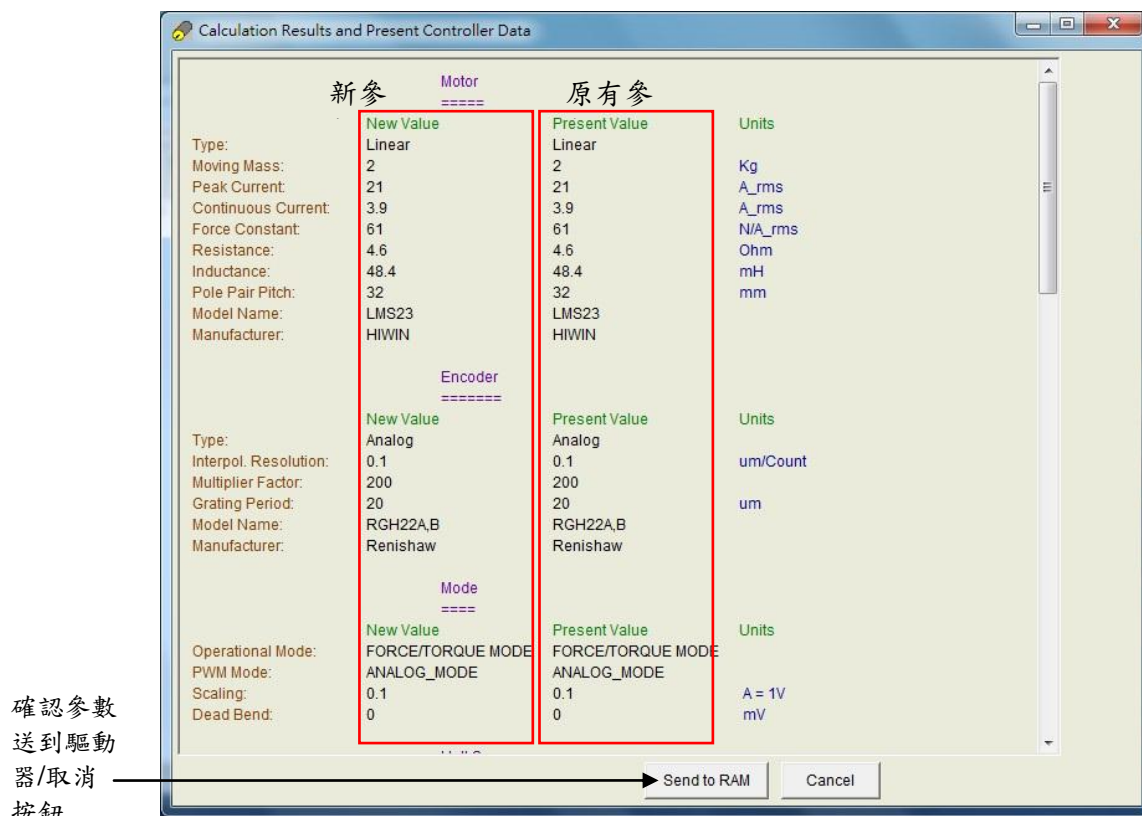 Calculation Results and Present Controller Data
新參 Motor 原有參
=====
New Value Present Value Units
Type: Linear Linear
Moving Mass: 2 2 Kg
Peak Current: 21 21 A_rms
Continuous Current: 3.9 3.9 A_rms
Force Constant: 61 61 N/A_rms
Resistance: 4.6 4.6 Ohm
Inductance: 48.4 48.4 mH
Pole Pair Pitch: 32 32 mm
Model Name: LMS23 LMS23
Manufacturer: HIWIN HIWIN
Encoder
=======
New Value Present Value Units
Type: Analog Analog
Interpol. Resolution: 0.1 0.1 um/Count
Multiplier Factor: 200 200
Grating Period: 20 20 um
Model Name: RGH22A,B RGH22A,B
Manufacturer: Renishaw Renishaw
Mode
====
New Value Present Value Units
Operational Mode: FORCE/TORQUE MODE FORCE/TORQUE MODE
PWM Mode: ANALOG_MODE ANALOG_MODE
Scaling: 0.1 0.1 A = 1V
Dead Bend: 0 0 mV
確認參數
送到驅動
器/取消
按鈕
Send to RAM Cancel